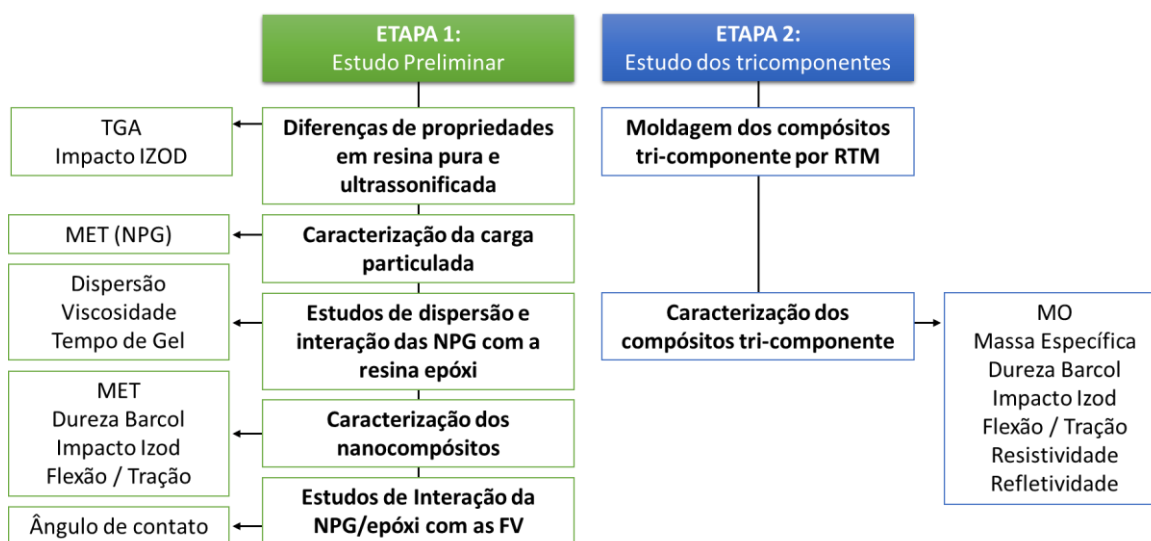 ETAPA 1:
Estudo Preliminar
TGA
Impacto IZOD
Diferenças de propriedades
em resina pura e
ultrassonificada
MET (NPG)
Caracterização da carga
particulada
Dispersão
Viscosidade
Tempo de Gel
Estudos de dispersão e
interação das NPG com a
resina epóxi
MET
Dureza Barcol
Impacto Izod
Flexão / Tração
Caracterização dos
nanocompósitos
Ângulo de contato
Estudos de Interação da
NPG/epóxi com as FV
ETAPA 2:
Estudo dos tricomponentes
Moldagem dos compósitos
tri-componente por RTM
Caracterização dos
compósitos tri-componente
MO
Massa Específica
Dureza Barcol
Impacto Izod
Flexão / Tração
Resistividade
Refletividade